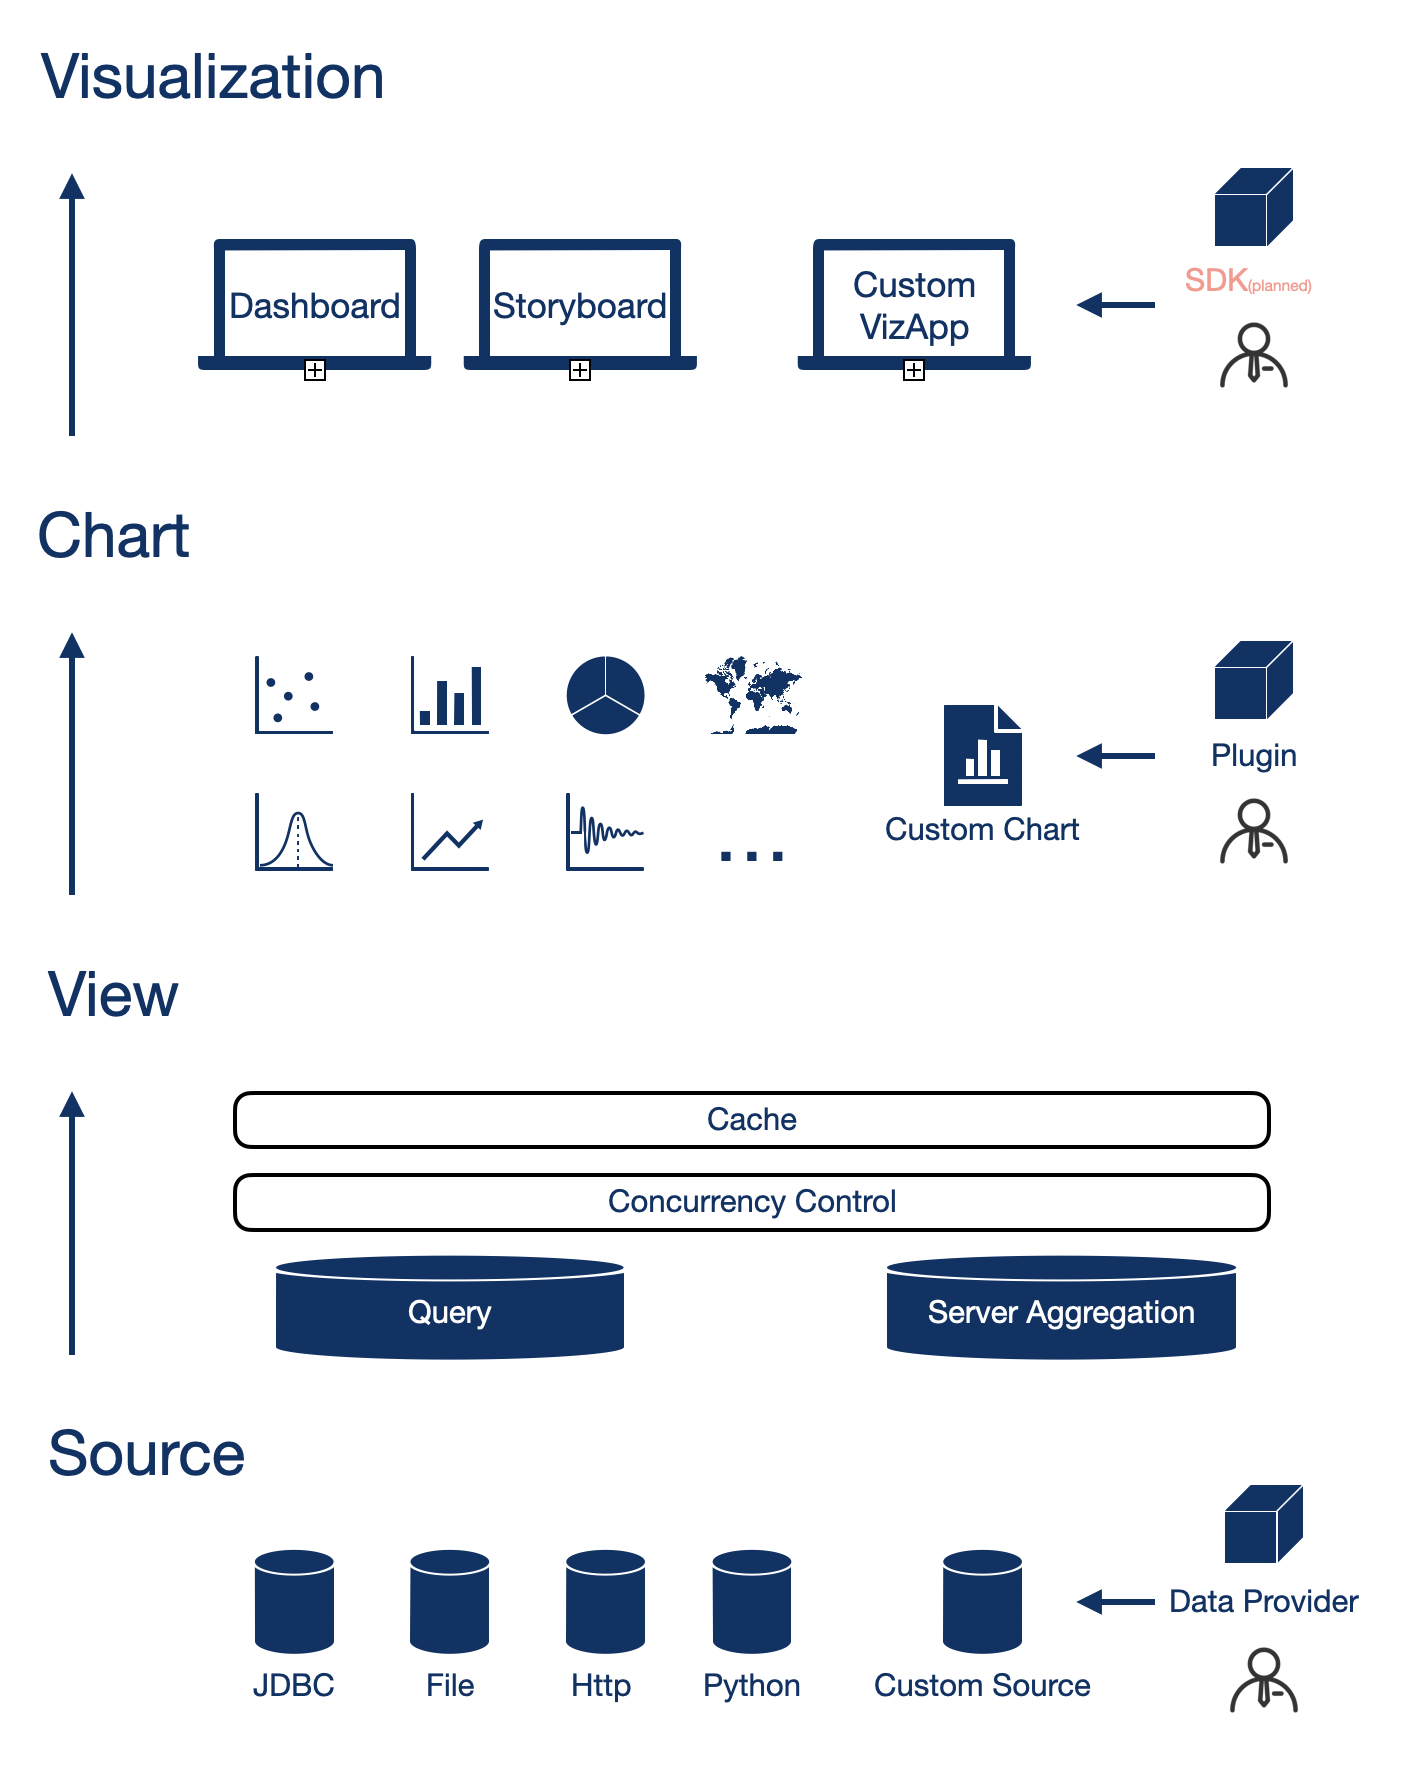 Visualization
Dashboard
Storyboard
Custom
VizApp
SDK(planned)
Chart
Custom Chart
Plugin
View
Cache
Concurrency Control
Query
Server Aggregation
Source
JDBC
File
Http
Python
Custom Source
Data Provider